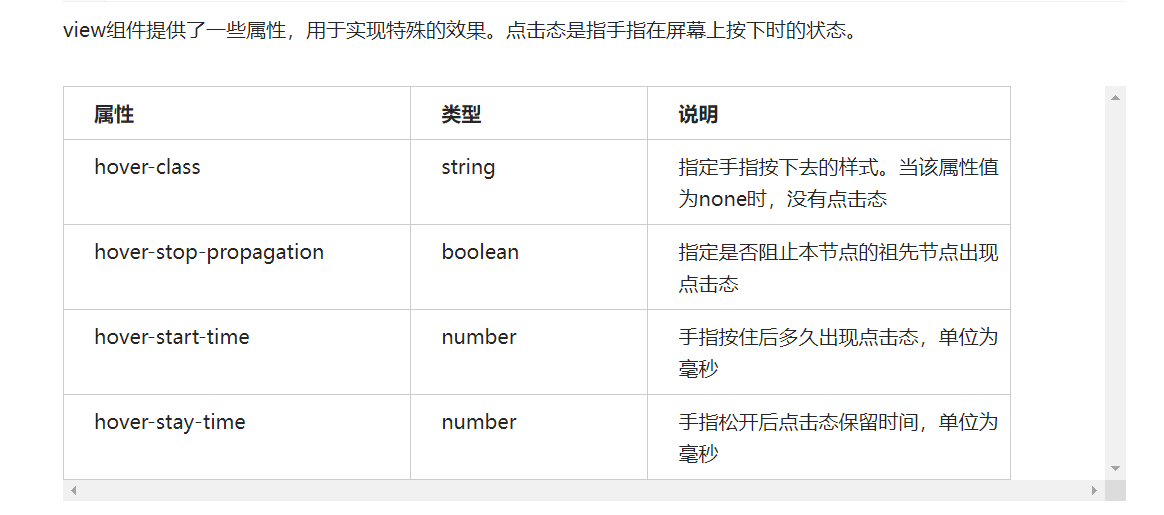 view组件提供了一些属性，用于实现特殊的效果。点击态是指手指在屏幕上按下时的状态。
属性 类型 说明
hover-class string 指定手指按下去的样式。当该属性值
为none时，没有点击态
hover-stop-propagation boolean 指定是否阻止本节点的祖先节点出现
点击态
hover-start-time number 手指按住后多久出现点击态，单位为
毫秒
hover-stay-time number 手指松开后点击态保留时间，单位为
毫秒